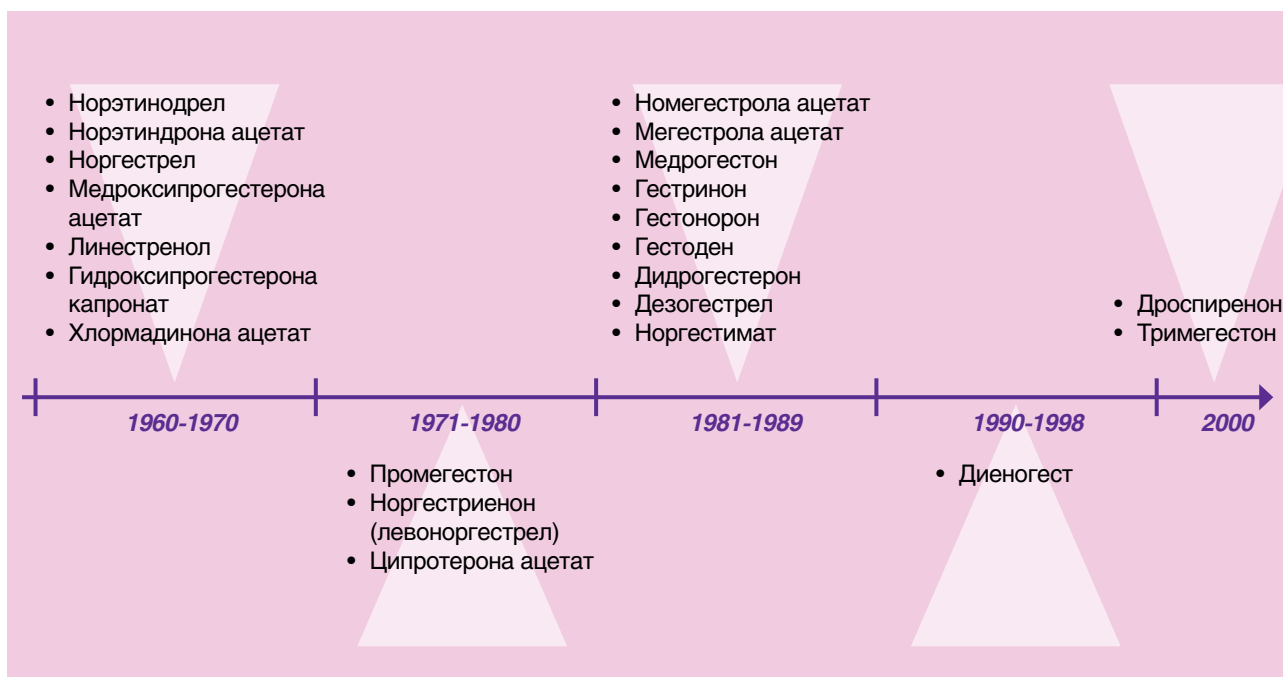 • Норэтинодрел
• Норэтиндрона ацетат
• Норгестрел
• Медроксипрогестерона
ацетат
• Линестренол
• Гидроксипрогестерона
капронат
• Хлормадинона ацетат
• Номегестрола ацетат
• Мегестрола ацетат
• Медрогестон
• Гестринон
• Гестонорон
• Гестоден
• Дидрогестерон
• Дезогестрел
• Норгестимат
• Дроспиренон
• Тримегестон
1960-1970
1971-1980
1981-1989
1990-1998
2000
• Промегестон
• Норгестриенон
(левоноргестрел)
• Ципротерона ацетат
• Диеногест